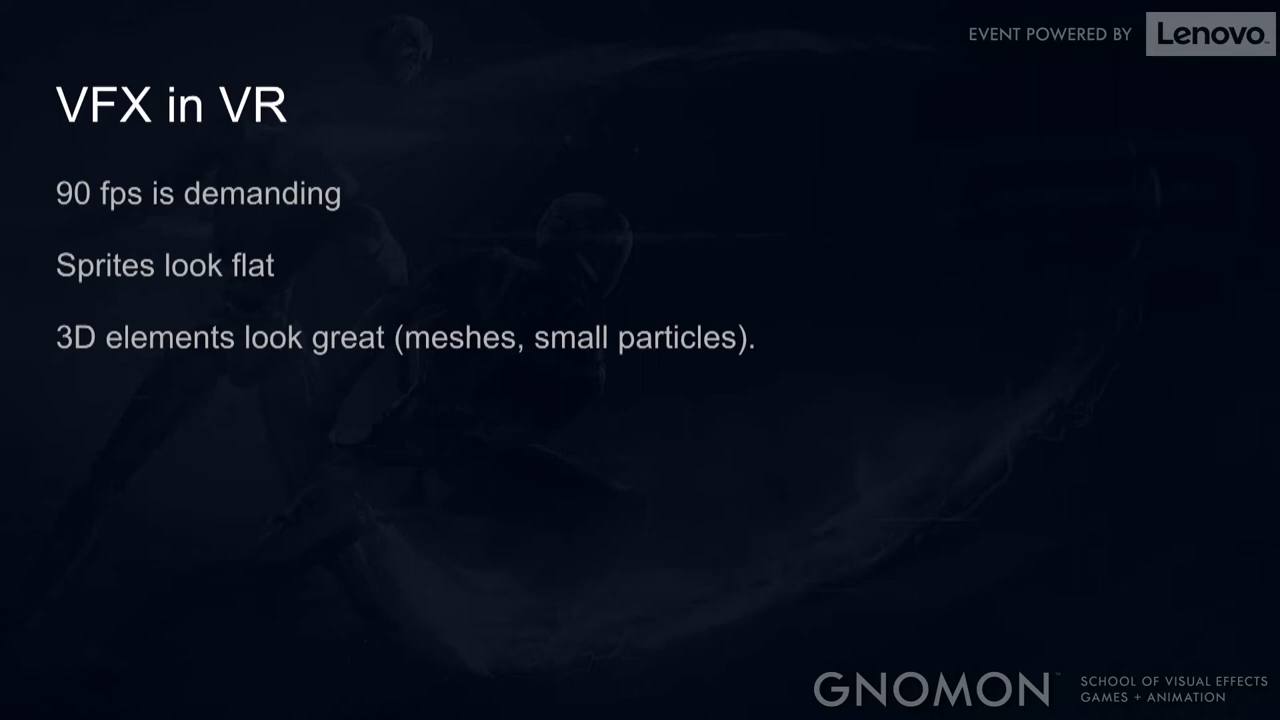 EVENT POWERED BY Lenovo
VFX in VR
90 fps is demanding
Sprites look flat
3D elements look great (meshes, small particles).
GNOMON™
SCHOOL OF VISUAL EFFECTS
GAMES + ANIMATION